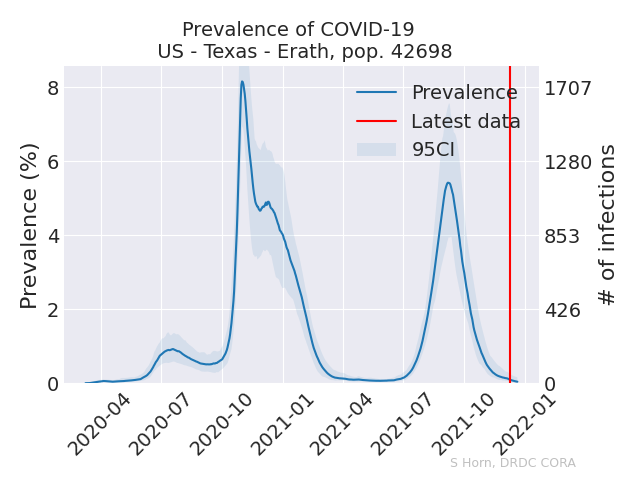 Prevalence of COVID-19
US - Texas - Erath, pop. 42698
Prevalence (%)
8
6
4
2
0
Prevalence
Latest data
95CI
1707
1280
853
426
0
# of infections
2020-04
2020-07
2020-10
2021-01
2021-04
2021-07
2021-10
2022-01
S Horn, DRDC CORA